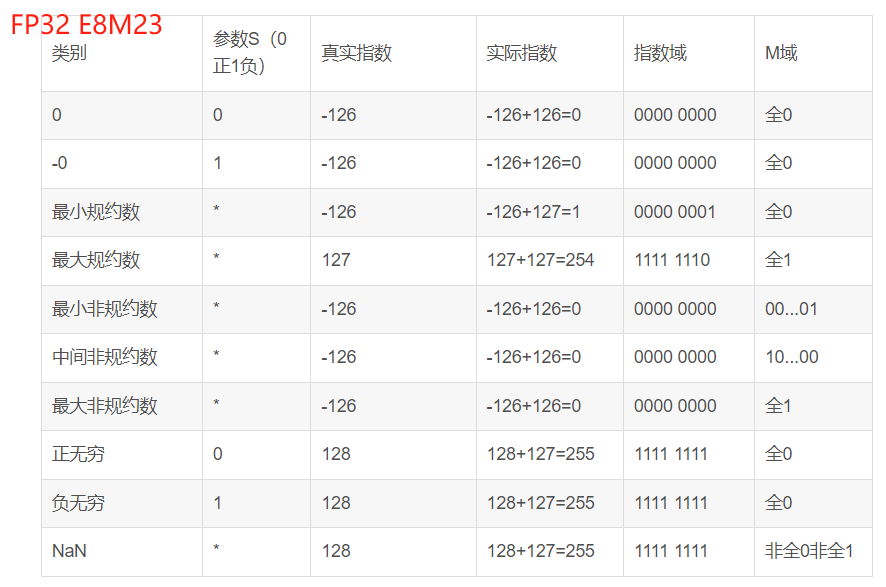 FP32 E8M23
类别 参数S（0正1负） 真实指数 实际指数 指数域 M域
0 0 -126 -126+126=0 0000 0000 全0
-0 1 -126 -126+126=0 0000 0000 全0
最小规约数 * -126 -126+127=1 0000 0001 全0
最大规约数 * 127 127+127=254 1111 1110 全1
最小非规约数 * -126 -126+126=0 0000 0000 00...01
中间非规约数 * -126 -126+126=0 0000 0000 10...00
最大非规约数 * -126 -126+126=0 0000 0000 全1
正无穷 0 128 128+127=255 1111 1111 全0
负无穷 1 128 128+127=255 1111 1111 全0
NaN * 128 128+127=255 1111 1111 非全0非全1